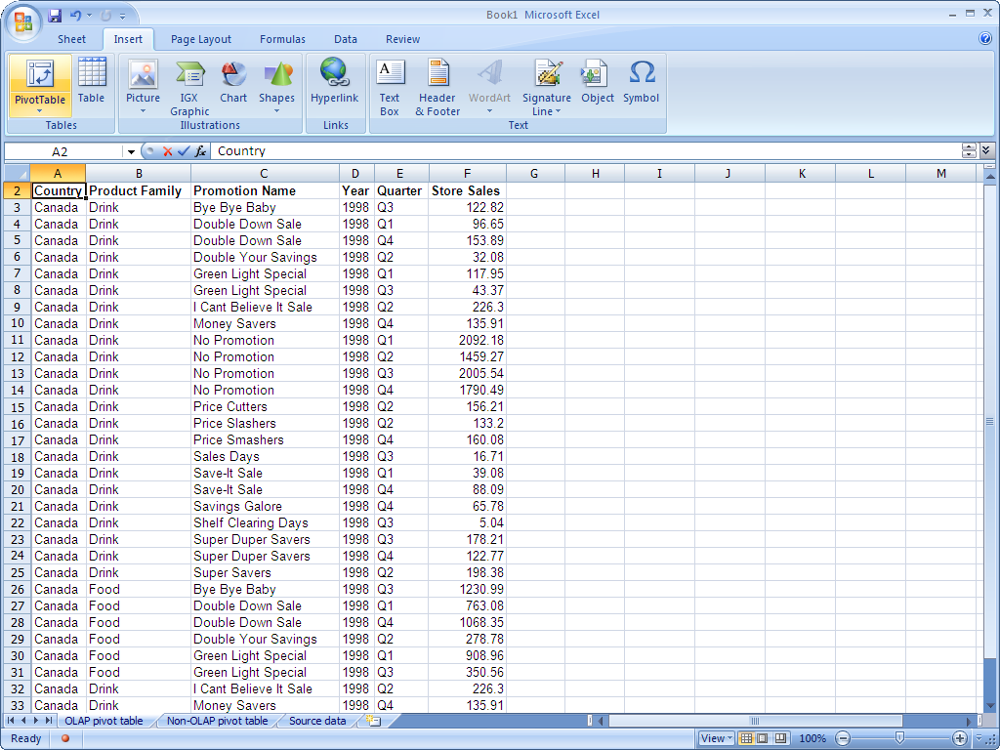 Book1 Microsoft Excel
Sheet Insert Page Layout Formulas Data Review
PivotTable Table Picture IGX Graphic Chart Shapes Hyperlink Text Box Header & Footer WordArt Signature Line Object Symbol
Tables Illustrations Links Text
A2 fx Country
A B C D E F G H I J K L M
2 Country Product Family Promotion Name Year Quarter Store Sales
3 Canada Drink Bye Bye Baby 1998 Q3 122.82
4 Canada Drink Double Down Sale 1998 Q1 96.65
5 Canada Drink Double Down Sale 1998 Q4 153.89
6 Canada Drink Double Your Savings 1998 Q2 32.08
7 Canada Drink Green Light Special 1998 Q1 117.95
8 Canada Drink Green Light Special 1998 Q3 43.37
9 Canada Drink I Cant Believe It Sale 1998 Q2 226.3
10 Canada Drink Money Savers 1998 Q4 135.91
11 Canada Drink No Promotion 1998 Q1 2092.18
12 Canada Drink No Promotion 1998 Q2 1459.27
13 Canada Drink No Promotion 1998 Q3 2005.54
14 Canada Drink No Promotion 1998 Q4 1790.49
15 Canada Drink Price Cutters 1998 Q2 156.21
16 Canada Drink Price Slashers 1998 Q2 133.2
17 Canada Drink Price Smashers 1998 Q4 160.08
18 Canada Drink Sales Days 1998 Q3 16.71
19 Canada Drink Save-It Sale 1998 Q1 39.08
20 Canada Drink Save-It Sale 1998 Q4 88.09
21 Canada Drink Savings Galore 1998 Q4 65.78
22 Canada Drink Shelf Clearing Days 1998 Q3 5.04
23 Canada Drink Super Duper Savers 1998 Q3 178.21
24 Canada Drink Super Duper Savers 1998 Q4 122.77
25 Canada Drink Super Savers 1998 Q2 198.38
26 Canada Food Bye Bye Baby 1998 Q3 1230.99
27 Canada Food Double Down Sale 1998 Q1 763.08
28 Canada Food Double Down Sale 1998 Q4 1068.35
29 Canada Food Double Your Savings 1998 Q2 278.78
30 Canada Food Green Light Special 1998 Q1 908.96
31 Canada Food Green Light Special 1998 Q3 350.56
32 Canada Drink I Cant Believe It Sale 1998 Q2 226.3
33 Canada Drink Money Savers 1998 Q4 135.91
OLAP pivot table Non-OLAP pivot table Source data
Ready View 100%